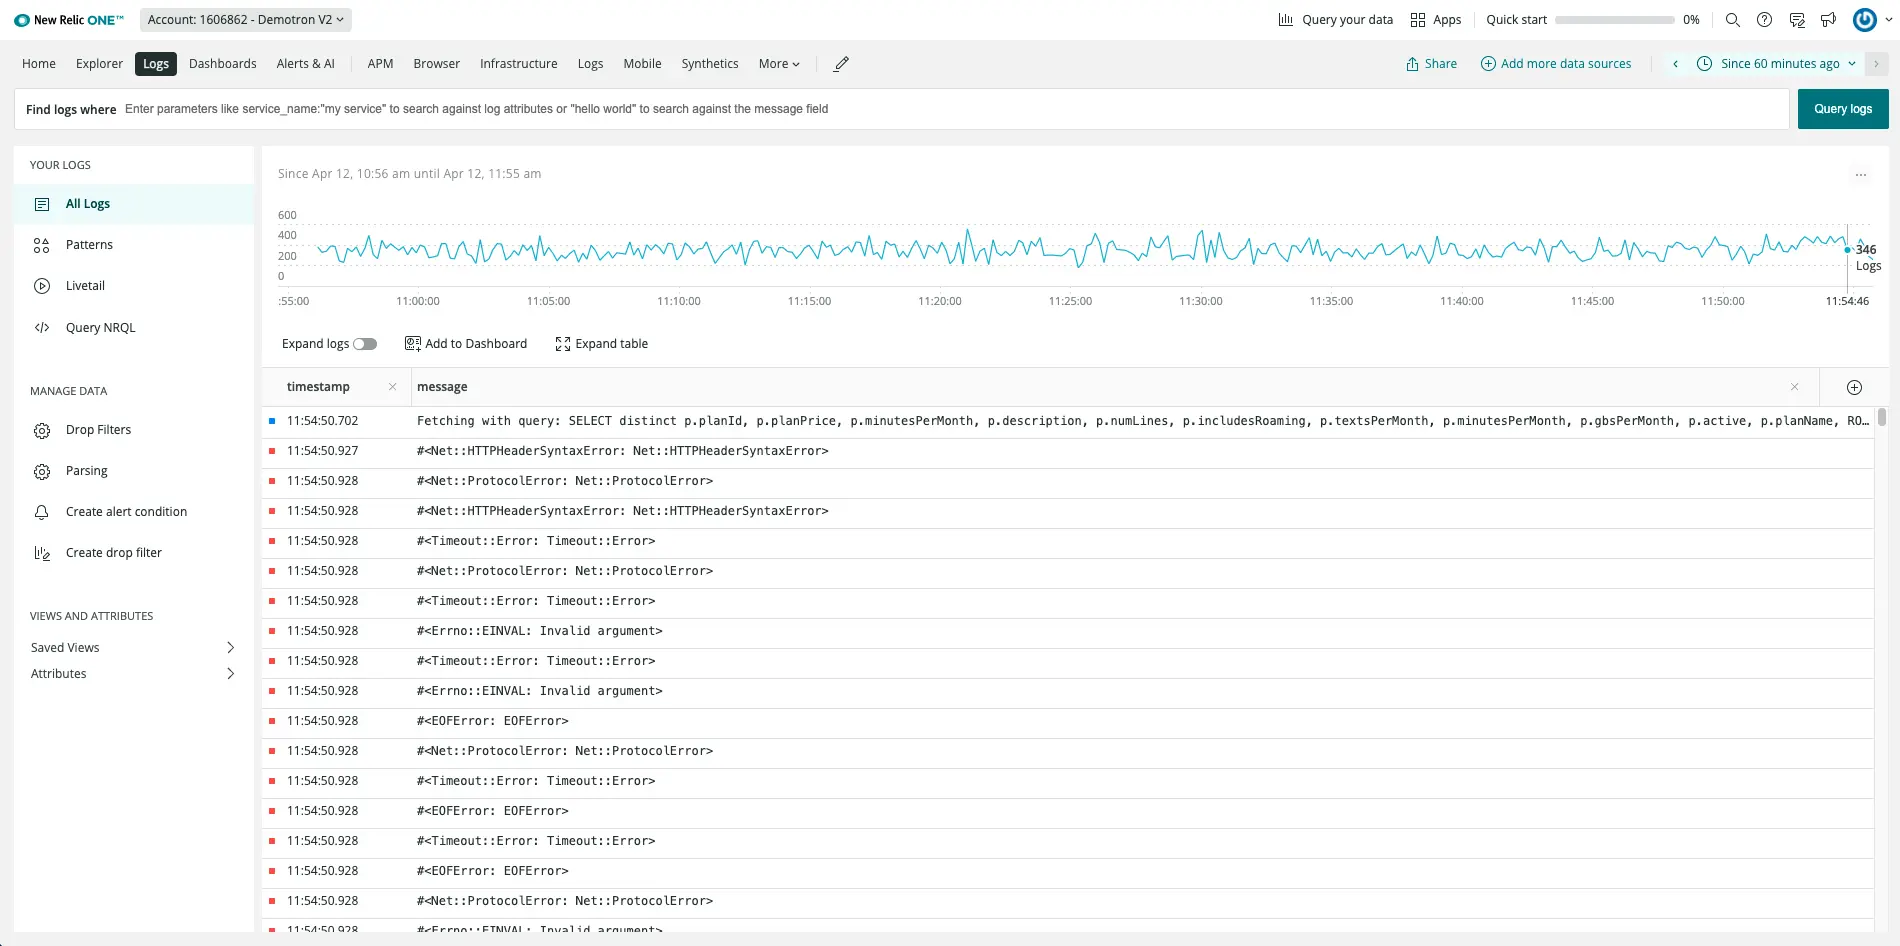 New Relic ONE™ Account: 1606862 - Demotron V2 Query your data Apps Quick start 0%
Home Explorer Logs Dashboards Alerts & AI APM Browser Infrastructure Logs Mobile Synthetics More Share Add more data sources Since 60 minutes ago
Find logs where Enter parameters like service_name:"my service" to search against log attributes or "hello world" to search against the message field Query logs
YOUR LOGS
All Logs
Patterns
Livetail
Query NRQL
MANAGE DATA
Drop Filters
Parsing
Create alert condition
Create drop filter
VIEWS AND ATTRIBUTES
Saved Views
Attributes
Since Apr 12, 10:56 am until Apr 12, 11:55 am ...
600
400
200
0
346
Logs
:55:00 11:00:00 11:05:00 11:10:00 11:15:00 11:20:00 11:25:00 11:30:00 11:35:00 11:40:00 11:45:00 11:50:00 11:54:46
Expand logs Add to Dashboard Expand table
timestamp message
11:54:50.702 Fetching with query: SELECT distinct p.planId, p.planPrice, p.minutesPerMonth, p.description, p.numLines, p.includesRoaming, p.textsPerMonth, p.minutesPerMonth, p.gbsPerMonth, p.active, p.planName, RO…
11:54:50.927 #<Net::HTTPHeaderSyntaxError: Net::HTTPHeaderSyntaxError>
11:54:50.928 #<Net::ProtocolError: Net::ProtocolError>
11:54:50.928 #<Net::HTTPHeaderSyntaxError: Net::HTTPHeaderSyntaxError>
11:54:50.928 #<Timeout::Error: Timeout::Error>
11:54:50.928 #<Net::ProtocolError: Net::ProtocolError>
11:54:50.928 #<Timeout::Error: Timeout::Error>
11:54:50.928 #<Errno::EINVAL: Invalid argument>
11:54:50.928 #<Timeout::Error: Timeout::Error>
11:54:50.928 #<Errno::EINVAL: Invalid argument>
11:54:50.928 #<EOFError: EOFError>
11:54:50.928 #<Net::ProtocolError: Net::ProtocolError>
11:54:50.928 #<Timeout::Error: Timeout::Error>
11:54:50.928 #<EOFError: EOFError>
11:54:50.928 #<Timeout::Error: Timeout::Error>
11:54:50.928 #<EOFError: EOFError>
11:54:50.928 #<Net::ProtocolError: Net::ProtocolError>
11:54:50.928 #<Errno::EINVAL: Invalid argument>